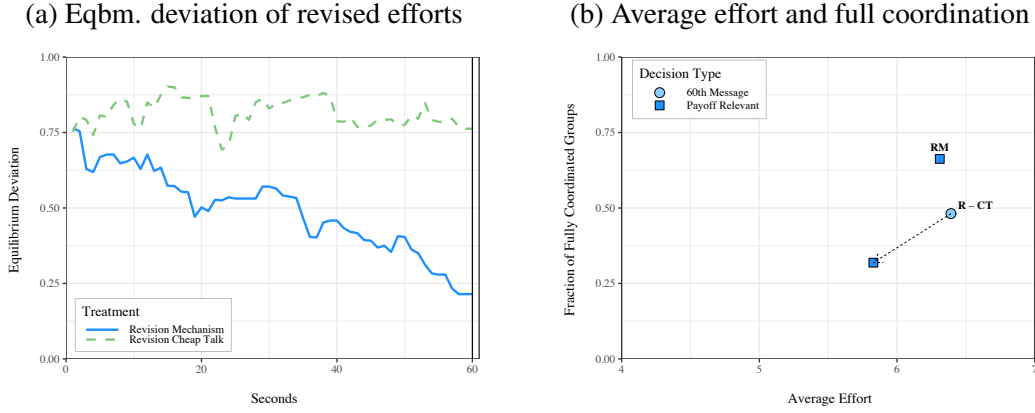 (a) Eqbm. deviation of revised efforts
1.00
0.75
0.50
0.25
0.00
Equilibrium Deviation
Treatment
Revision Mechanism
Revision Cheap Talk
0
20
40
60
Seconds
(b) Average effort and full coordination
1.00
0.75
0.50
0.25
0.00
Fraction of Fully Coordinated Groups
Decision Type
60th Message
Payoff Relevant
RM
R – CT
4
5
6
7
Average Effort